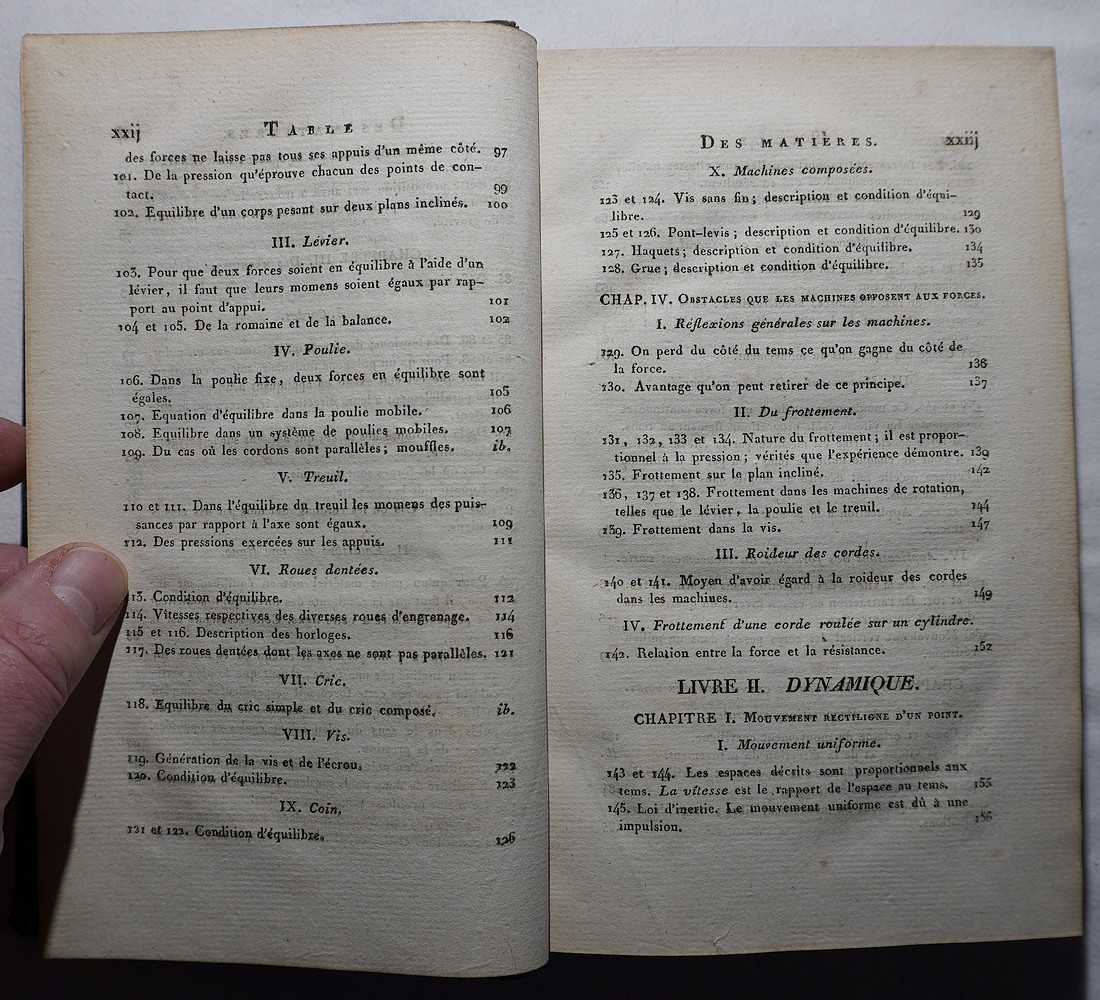 xxij TABLE
des forces ne laisse pas tous ses appuis d'un même côté. 97
101. De la pression qu'éprouve chacun des points de con-
tact. 99
102. Equilibre d'un corps pesant sur deux plans inclinés. 100
III. Lévier.
103. Pour que deux forces soient en équilibre à l'aide d'un
lévier, il faut que leurs momens soient égaux par rap-
port au point d'appui. 101
104 et 105. De la romaine et de la balance. 102
IV. Poulie.
106. Dans la poulie fixe, deux forces en équilibre sont
égales. 105
107. Equation d'équilibre dans la poulie mobile. 106
108. Equilibre dans un système de poulies mobiles. 107
109. Du cas où les cordons sont parallèles; mouffles. ib.
V. Treuil.
110 et 111. Dans l'équilibre du treuil les momens des puis-
sances par rapport à l'axe sont égaux. 109
112. Des pressions exercées sur les appuis. 111
VI. Roues dentées.
113. Condition d'équilibre. 112
114. Vîtesses respectives des diverses roues d'engrenage. 114
115 et 116. Description des horloges. 116
117. Des roues dentées dont les axes ne sont pas parallèles. 121
VII. Cric.
118. Equilibre du cric simple et du cric composé. ib.
VIII. Vis.
119. Génération de la vis et de l'écrou. 122
120. Condition d'équilibre. 123
IX. Coin.
121 et 122. Condition d'équilibre. 126
DES MATIÈRES. xxiij
X. Machines composées.
123 et 124. Vis sans fin; description et condition d'équi-
libre. 129
125 et 126. Pont-levis; description et condition d'équilibre. 130
127. Haquets; description et condition d'équilibre. 134
128. Grue; description et condition d'équilibre. 135
CHAP. IV. OBSTACLES QUE LES MACHINES OPPOSENT AUX FORCES.
I. Réflexions générales sur les machines.
129. On perd du côté du tems ce qu'on gagne du côté de
la force. 136
130. Avantage qu'on peut retirer de ce principe. 137
II. Du frottement.
131, 132, 133 et 134. Nature du frottement; il est propor-
tionnel à la pression; vérités que l'expérience démontre. 139
135. Frottement sur le plan incliné. 142
136, 137 et 138. Frottement dans les machines de rotation,
telles que le lévier, la poulie et le treuil. 144
139. Frottement dans la vis. 147
III. Roideur des cordes.
140 et 141. Moyen d'avoir égard à la roideur des cordes
dans les machines. 149
IV. Frottement d'une corde roulée sur un cylindre.
142. Relation entre la force et la résistance. 152
LIVRE II. DYNAMIQUE.
CHAPITRE I. MOUVEMENT RECTILIGNE D'UN POINT.
I. Mouvement uniforme.
143 et 144. Les espaces décrits sont proportionnels aux
tems. La vîtesse est le rapport de l'espace au tems. 155
145. Loi d'inertie. Le mouvement uniforme est dû à une
impulsion. 156